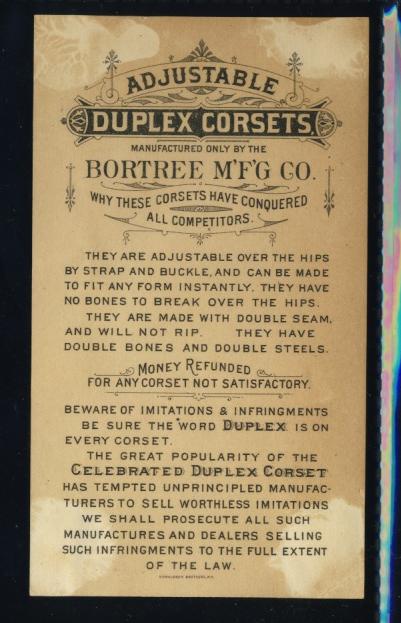 ADJUSTABLE
DUPLEX CORSETS.
MANUFACTURED ONLY BY THE
BORTREE M'F'G CO.
WHY THESE CORSETS HAVE CONQUERED
ALL COMPETITORS.
THEY ARE ADJUSTABLE OVER THE HIPS
BY STRAP AND BUCKLE, AND CAN BE MADE
TO FIT ANY FORM INSTANTLY. THEY HAVE
NO BONES TO BREAK OVER THE HIPS.
THEY ARE MADE WITH DOUBLE SEAM,
AND WILL NOT RIP. THEY HAVE
DOUBLE BONES AND DOUBLE STEELS.
MONEY REFUNDED
FOR ANY CORSET NOT SATISFACTORY.
BEWARE OF IMITATIONS & INFRINGMENTS
BE SURE THE WORD DUPLEX IS ON
EVERY CORSET.
THE GREAT POPULARITY OF THE
CELEBRATED DUPLEX CORSET
HAS TEMPTED UNPRINCIPLED MANUFAC-
TURERS TO SELL WORTHLESS IMITATIONS
WE SHALL PROSECUTE ALL SUCH
MANUFACTURES AND DEALERS SELLING
SUCH INFRINGMENTS TO THE FULL EXTENT
OF THE LAW.